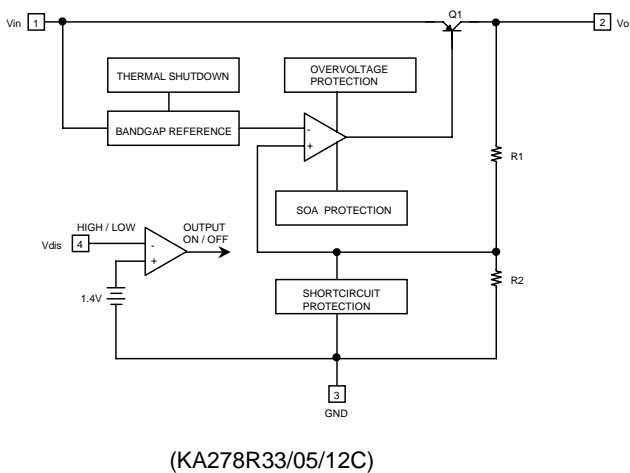 Q1
Vin 1
2 Vo
THERMAL SHUTDOWN
OVERVOLTAGE
PROTECTION
BANDGAP REFERENCE
-
+
R1
SOA PROTECTION
HIGH / LOW
OUTPUT
ON / OFF
Vdis 4
-
+
R2
1.4V
SHORTCIRCUIT
PROTECTION
3
GND
(KA278R33/05/12C)